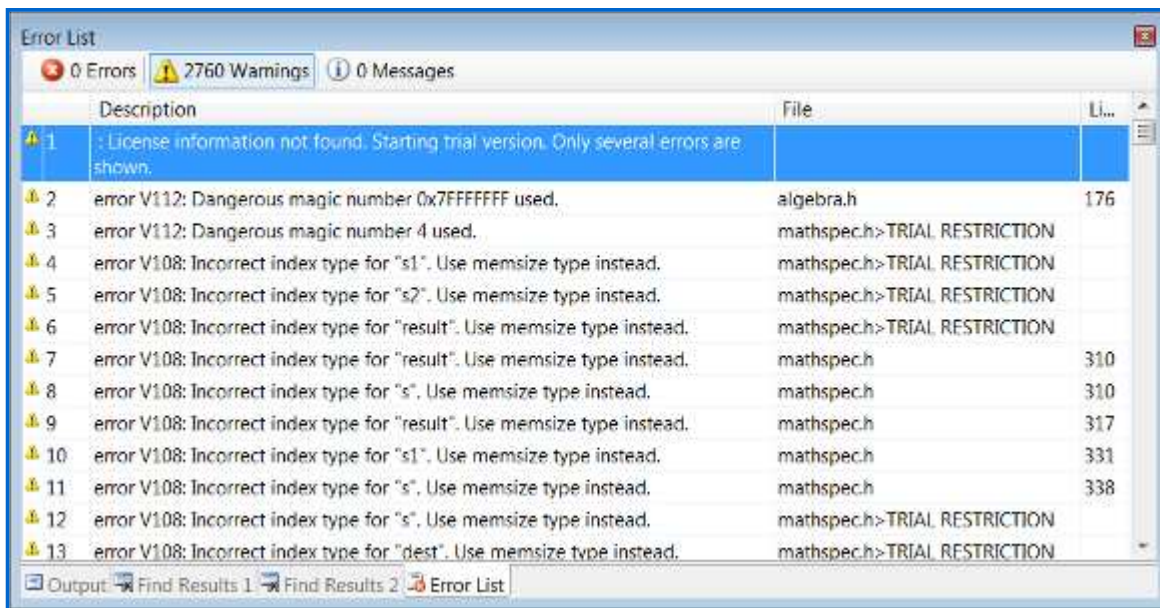 Error List
0 Errors 2760 Warnings 0 Messages
Description File Li...
1 : License information not found. Starting trial version. Only several errors are
shown.
2 error V112: Dangerous magic number 0x7FFFFFFF used. algebra.h 176
3 error V112: Dangerous magic number 4 used. mathspec.h>TRIAL RESTRICTION
4 error V108: Incorrect index type for "s1". Use memsize type instead. mathspec.h>TRIAL RESTRICTION
5 error V108: Incorrect index type for "s2". Use memsize type instead. mathspec.h>TRIAL RESTRICTION
6 error V108: Incorrect index type for "result". Use memsize type instead. mathspec.h>TRIAL RESTRICTION
7 error V108: Incorrect index type for "result". Use memsize type instead. mathspec.h 310
8 error V108: Incorrect index type for "s". Use memsize type instead. mathspec.h 310
9 error V108: Incorrect index type for "result". Use memsize type instead. mathspec.h 317
10 error V108: Incorrect index type for "s1". Use memsize type instead. mathspec.h 331
11 error V108: Incorrect index type for "s". Use memsize type instead. mathspec.h 338
12 error V108: Incorrect index type for "s". Use memsize type instead. mathspec.h>TRIAL RESTRICTION
13 error V108: Incorrect index type for "dest". Use memsize type instead. mathspec.h>TRIAL RESTRICTION
Output Find Results 1 Find Results 2 Error List